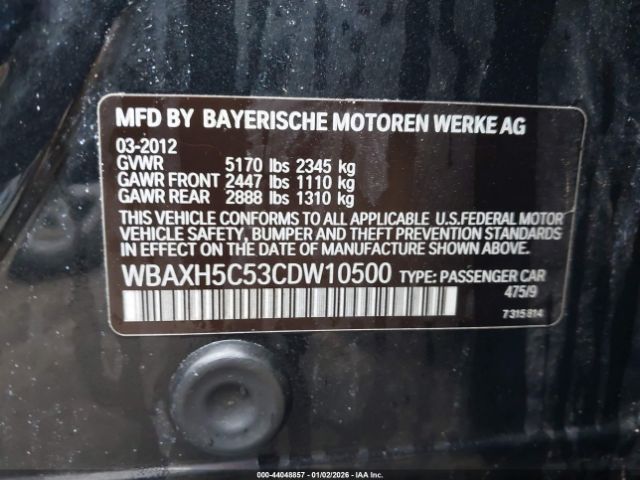 MFD BY BAYERISCHE MOTOREN WERKE AG
03-2012
GVWR 5170 lbs 2345 kg
GAWR FRONT 2447 lbs 1110 kg
GAWR REAR 2888 lbs 1310 kg
THIS VEHICLE CONFORMS TO ALL APPLICABLE U.S.FEDERAL MOTOR
VEHICLE SAFETY, BUMPER, AND THEFT PREVENTION STANDARDS
IN EFFECT ON THE DATE OF MANUFACTURE SHOWN ABOVE.
WBAXH5C53CDW10500 TYPE: PASSENGER CAR
475/9
7315814
000-44048857 - 01/02/2026 - IAA Inc.